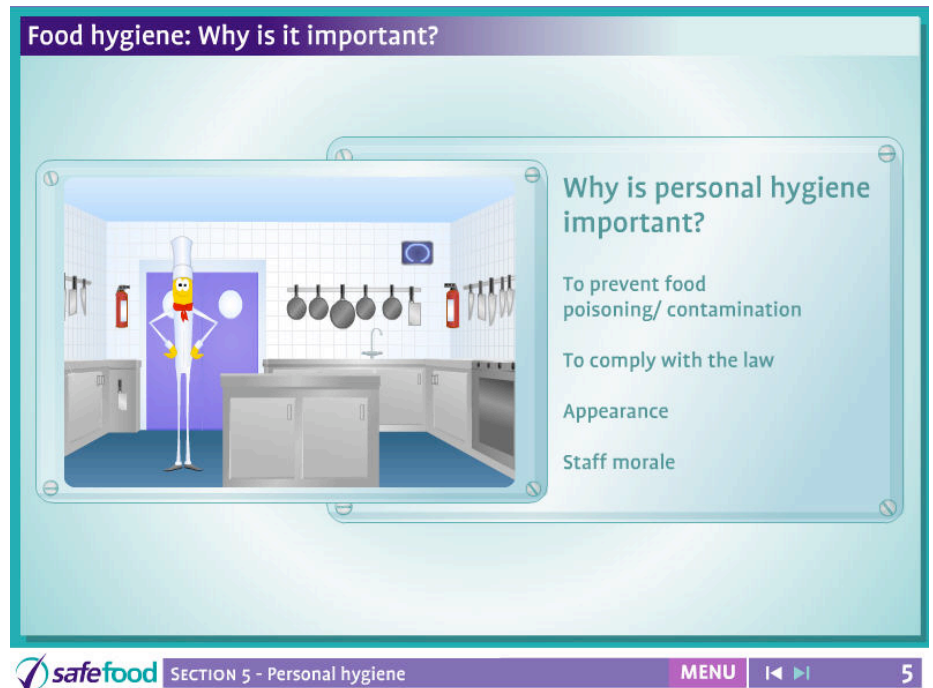 Food hygiene: Why is it important?
Why is personal hygiene
important?
To prevent food
poisoning/ contamination
To comply with the law
Appearance
Staff morale
safefood SECTION 5 - Personal hygiene MENU 5